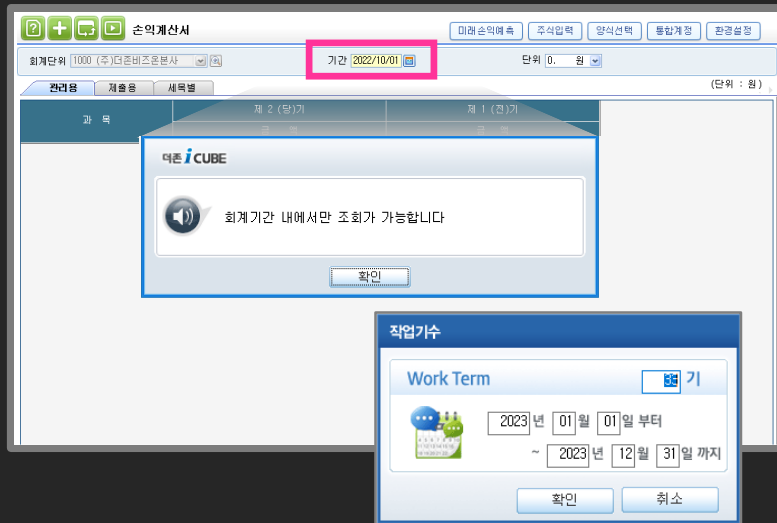 손익계산서
미래손익예측 주식입력 양식선택 통합계정 환경설정
회계단위 1000 (주)더존비즈온본사 기간 2022/10/01 단위 0. 원
관리용 제출용 세목별 (단위 : 원)
과 목 제 2 (당)기 제 1 (전)기
금 액 금 액
더존 iCUBE
회계기간 내에서만 조회가 가능합니다
확인
작업기수
Work Term 기
2023 년 01 월 01 일 부터
~ 2023 년 12 월 31 일 까지
확인 취소